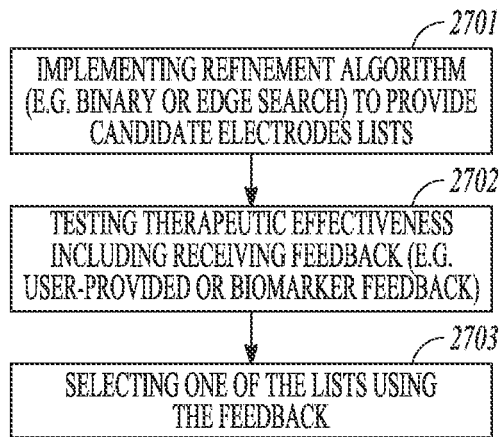 2701
IMPLEMENTING REFINEMENT ALGORITHM
(E.G. BINARY OR EDGE SEARCH) TO PROVIDE
CANDIDATE ELECTRODES LISTS
2702
TESTING THERAPEUTIC EFFECTIVENESS
INCLUDING RECEIVING FEEDBACK (E.G.
USER-PROVIDED OR BIOMARKER FEEDBACK)
2703
SELECTING ONE OF THE LISTS USING
THE FEEDBACK